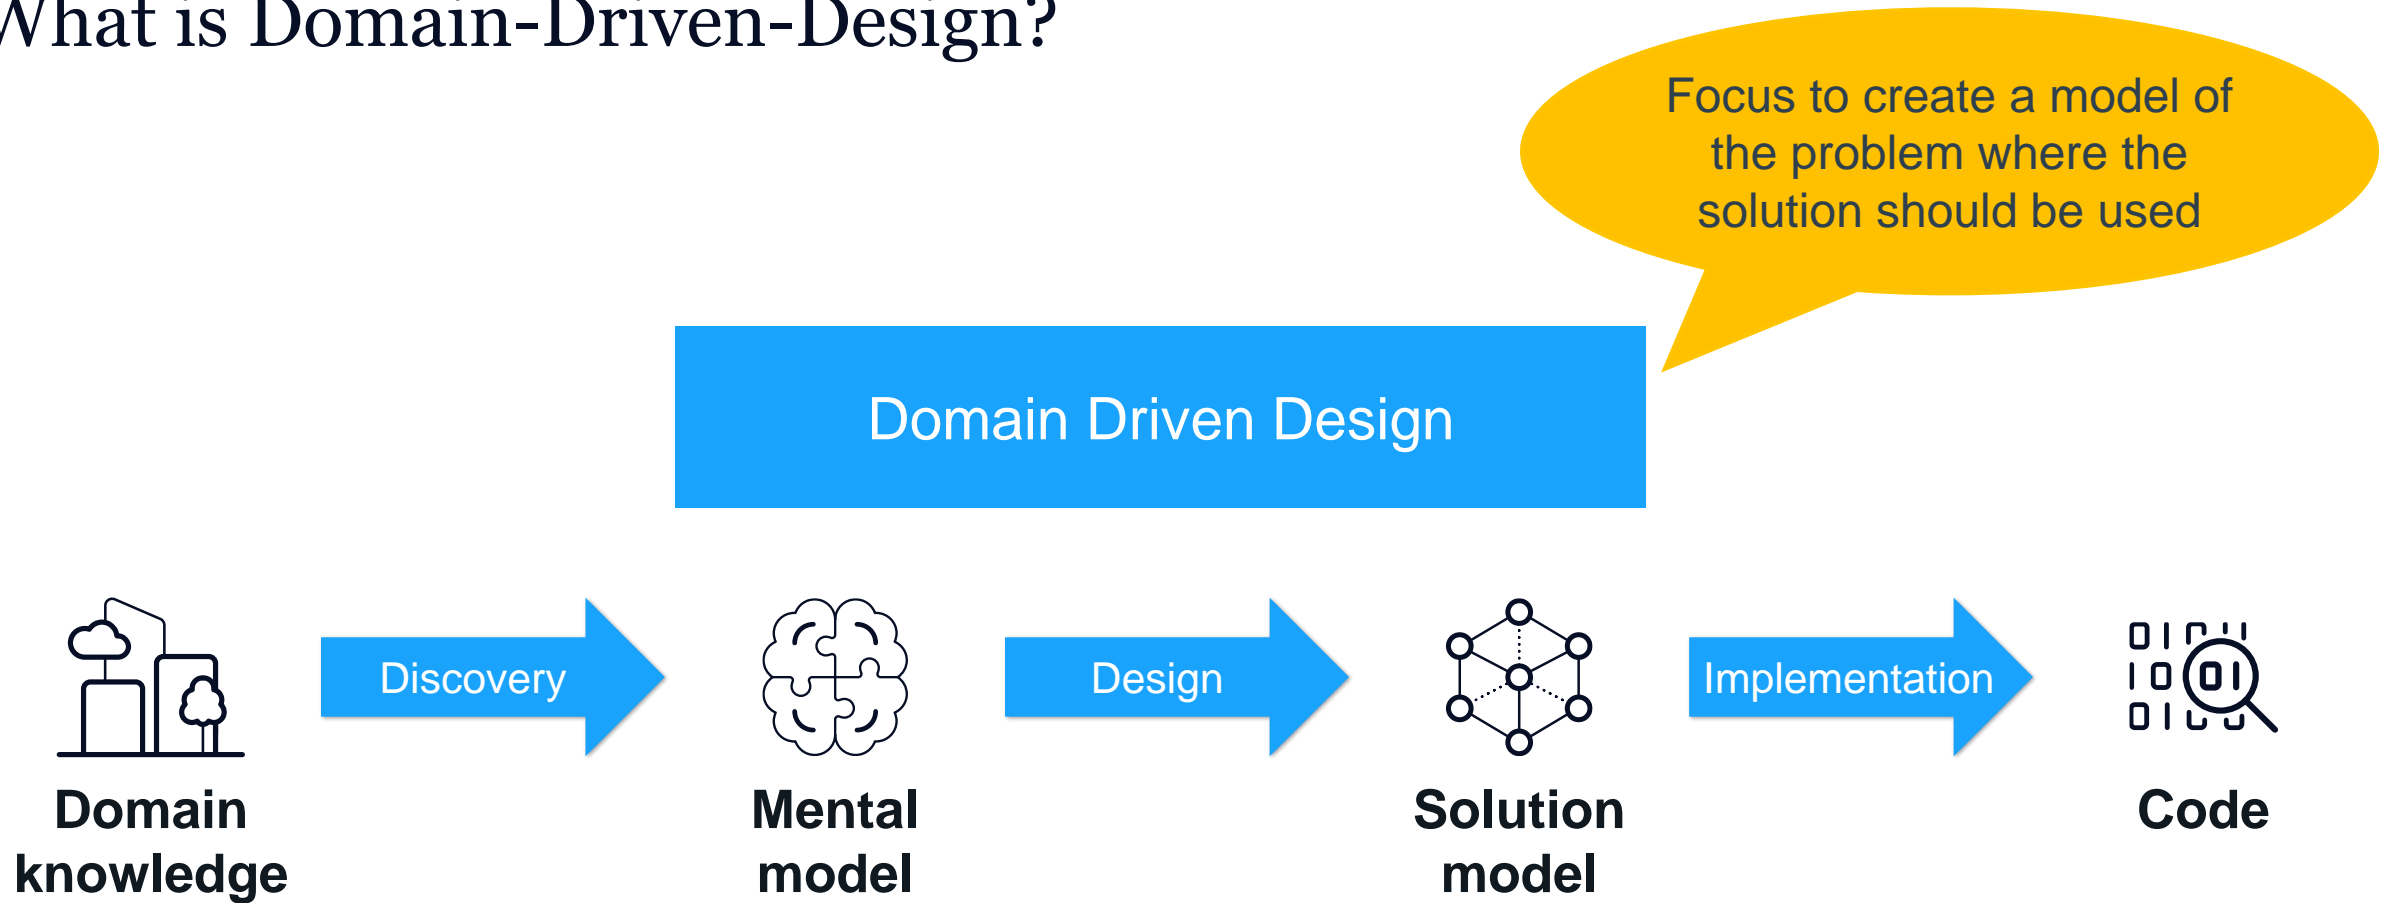 What is Domain-Driven-Design?
Focus to create a model of
the problem where the
solution should be used
Domain Driven Design
Discovery
Design
Implementation
Domain
knowledge
Mental
model
Solution
model
Code